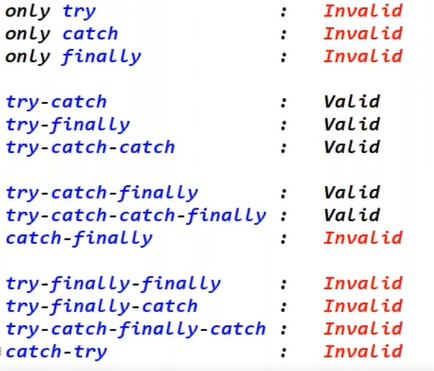 only try : Invalid
only catch : Invalid
only finally : Invalid
try-catch : Valid
try-finally : Valid
try-catch-catch : Valid
try-catch-finally : Valid
try-catch-catch-finally : Valid
catch-finally : Invalid
try-finally-finally : Invalid
try-finally-catch : Invalid
try-catch-finally-catch : Invalid
catch-try : Invalid